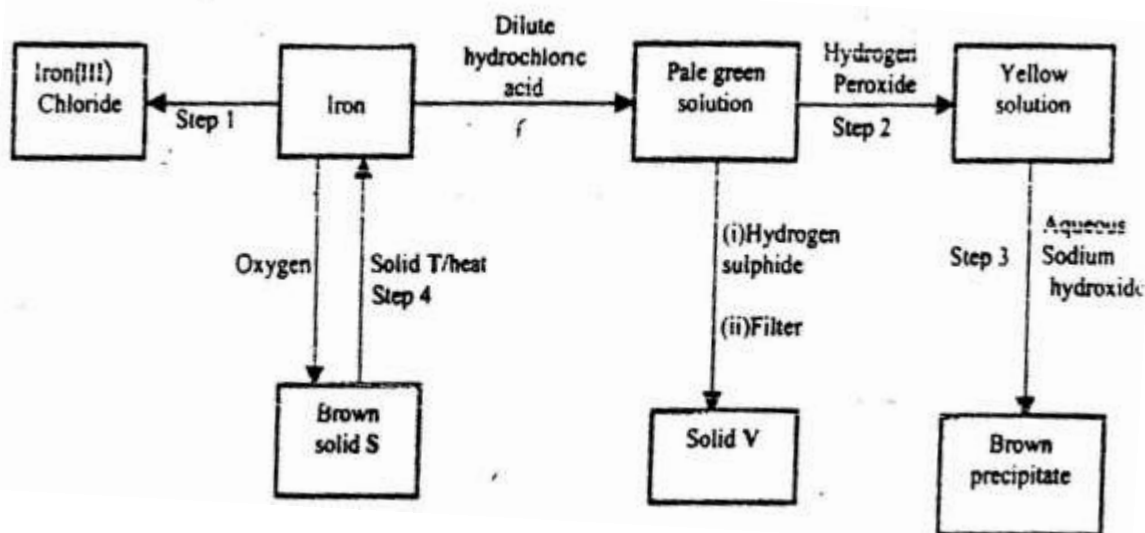 Iron(III)
Chloride
Step 1
Iron
Dilute
hydrochloric
acid
Pale green
solution
Hydrogen
Peroxide
Step 2
Yellow
solution
Oxygen
Solid T/heat
Step 4
(i)Hydrogen
sulphide
(ii)Filter
Step 3
Aqueous
Sodium
hydroxide
Brown
solid S
Solid V
Brown
precipitate